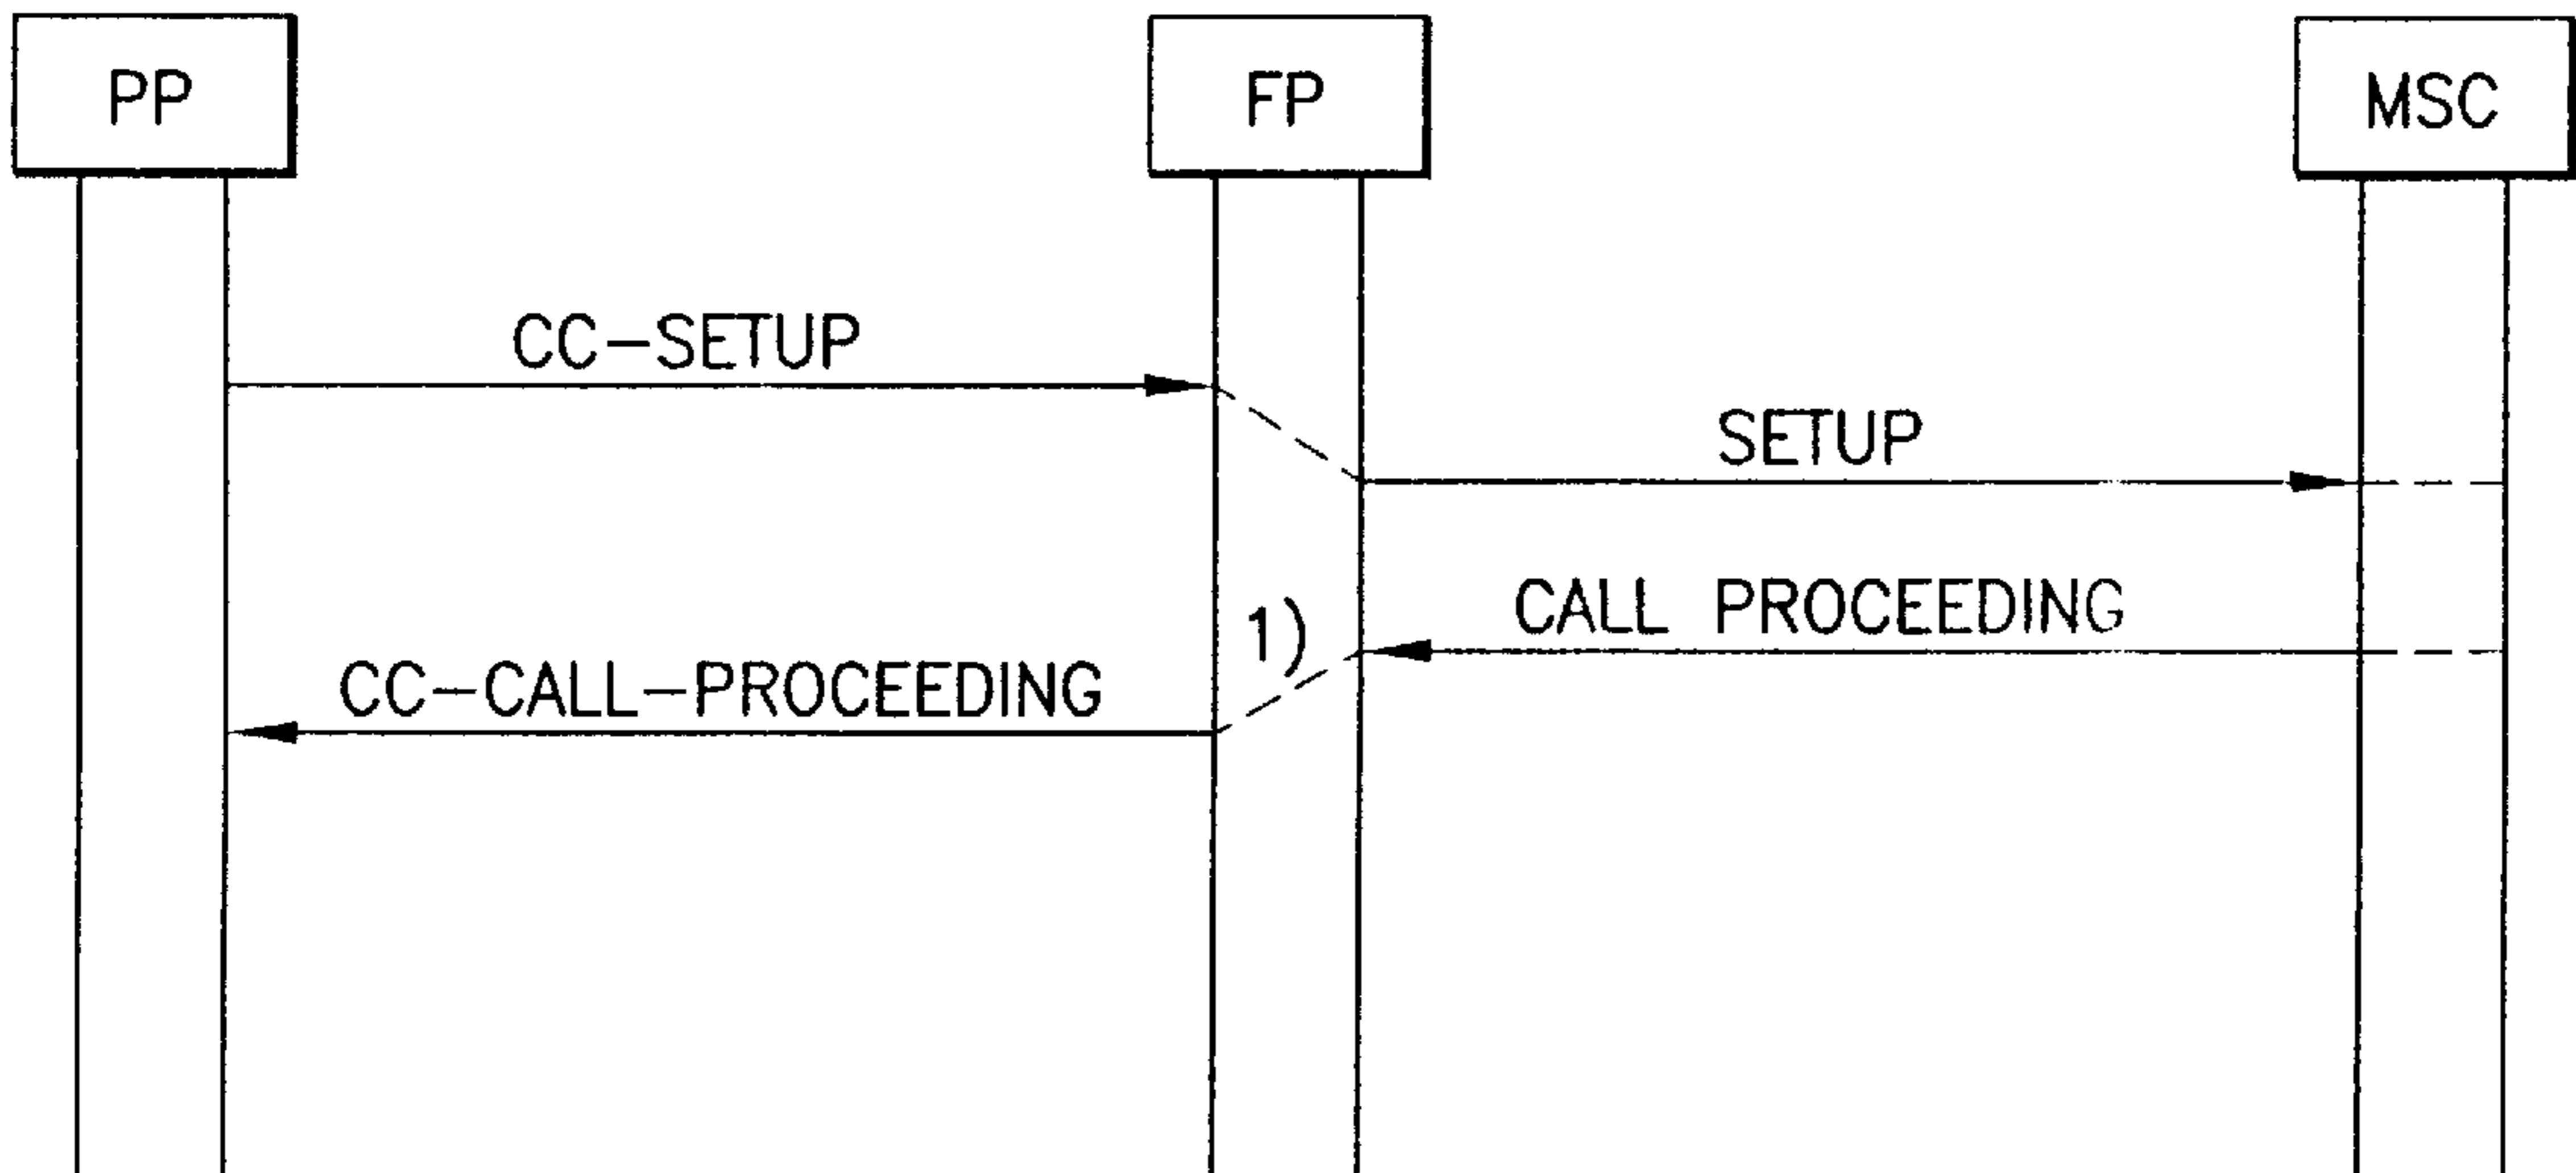 PP
FP
MSC
CC-SETUP
SETUP
CALL PROCEEDING
1)
CC-CALL-PROCEEDING